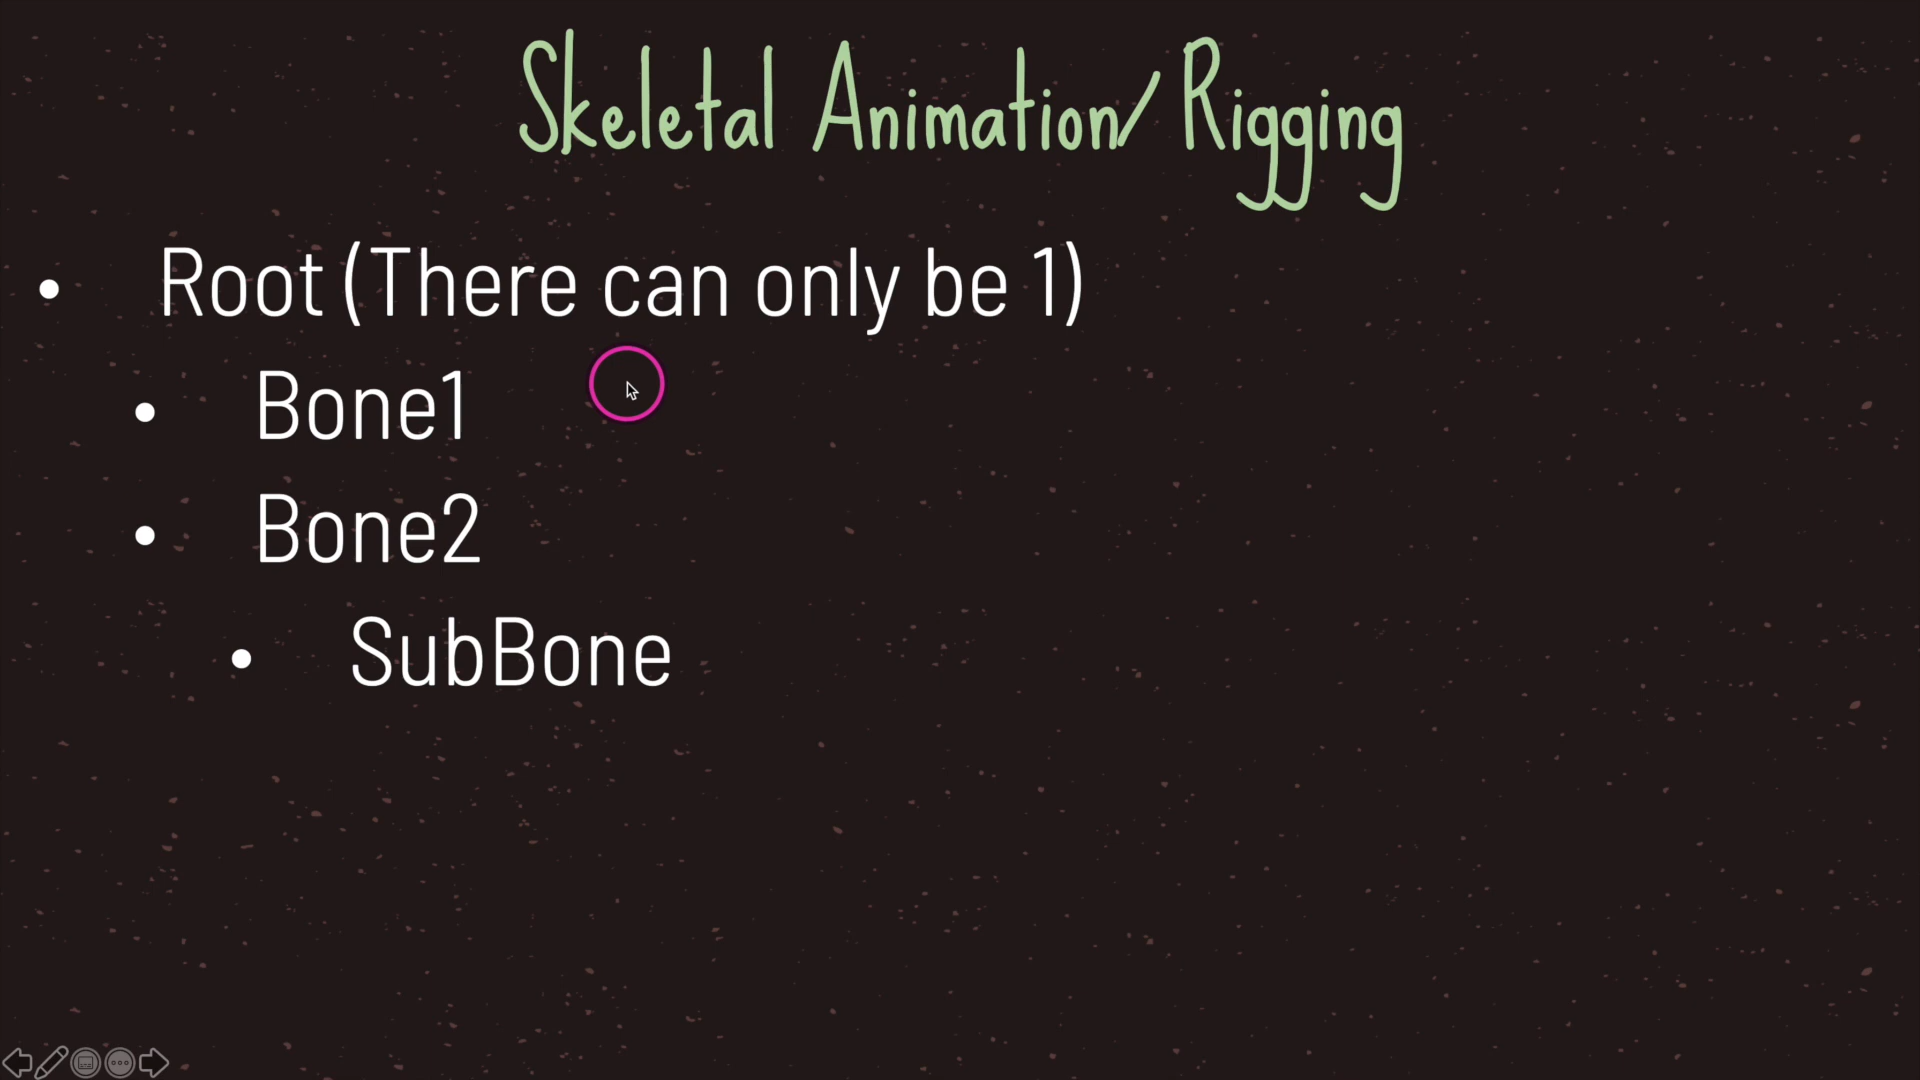 Skeletal Animation/Rigging
• Root (There can only be 1)
• Bone1
• Bone2
• SubBone